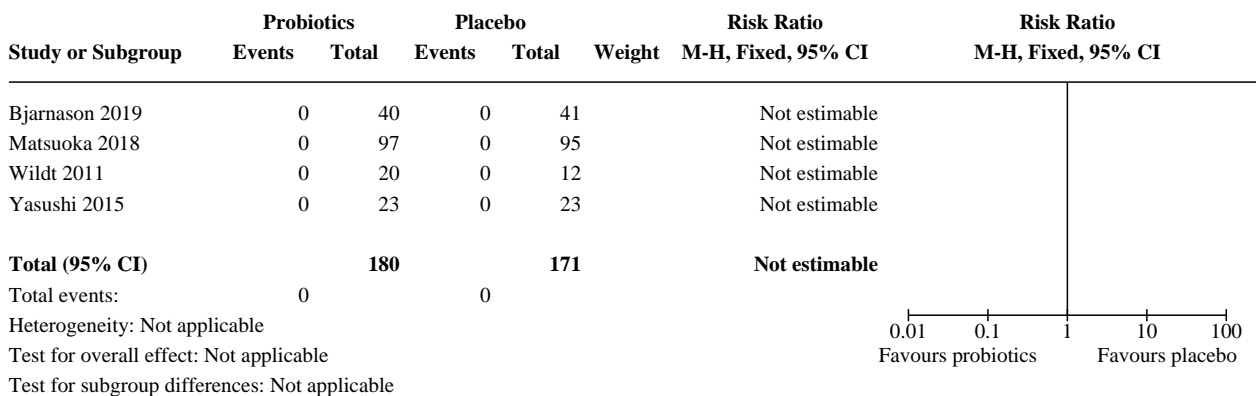 Probiotics Placebo Risk Ratio Risk Ratio
Study or Subgroup Events Total Events Total Weight M-H, Fixed, 95% CI M-H, Fixed, 95% CI
Bjarnason 2019 0 40 0 41 Not estimable
Matsuoka 2018 0 97 0 95 Not estimable
Wildt 2011 0 20 0 12 Not estimable
Yasushi 2015 0 23 0 23 Not estimable
Total (95% CI) 180 171 Not estimable
Total events: 0 0
Heterogeneity: Not applicable
Test for overall effect: Not applicable
Test for subgroup differences: Not applicable
0.01 0.1 1 10 100
Favours probiotics Favours placebo